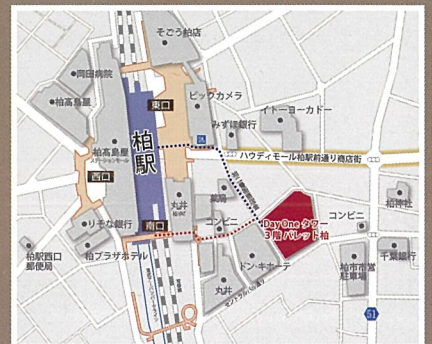 そごう柏店
岡田病院
ビックカメラ
東口
イトーヨーカドー
柏高島屋
みずほ銀行
柏駅
柏高島屋
ステーションモール
ハウディモール柏駅前通り商店街
西口
丸井
薬局
柏神社
Day One タワー
3階 パレット柏
コンビニ
コンビニ
りそな銀行
南口
柏駅西口
郵便局
柏プラザホテル
ドン・キホーテ
柏市市営
駐車場
千葉銀行
丸井
51